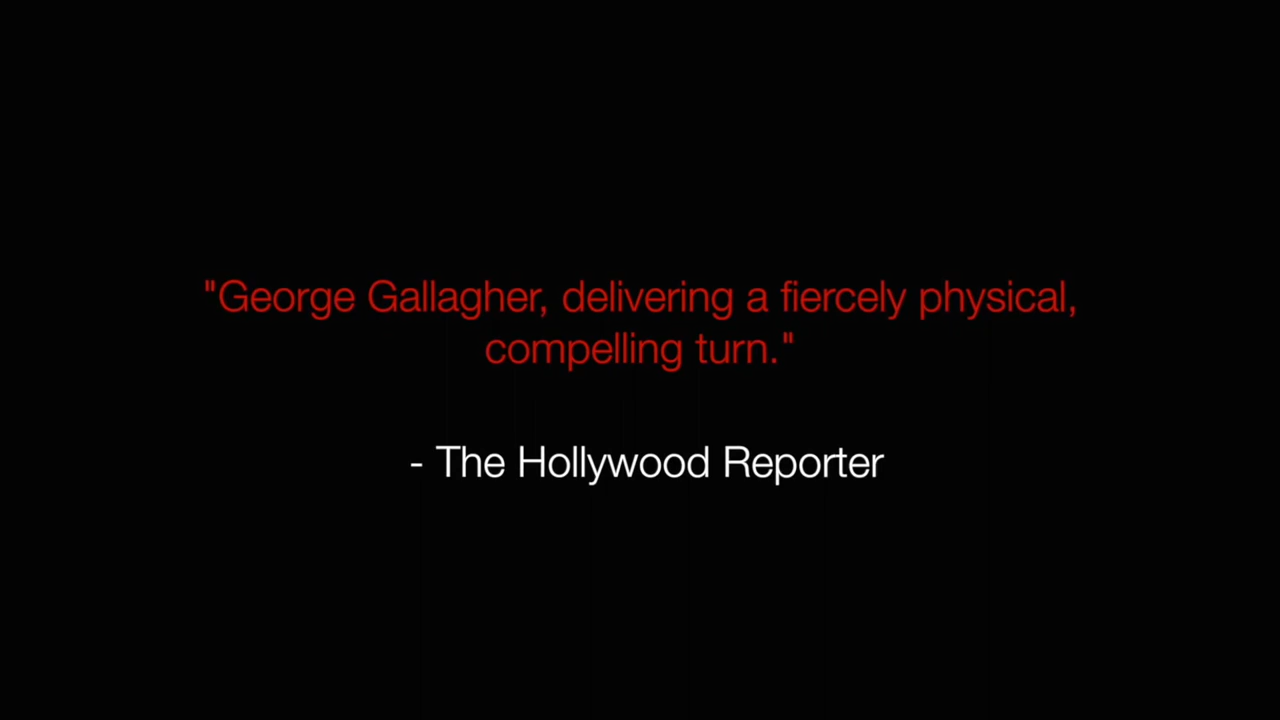 "George Gallagher, delivering a fiercely physical,
compelling turn."
- The Hollywood Reporter